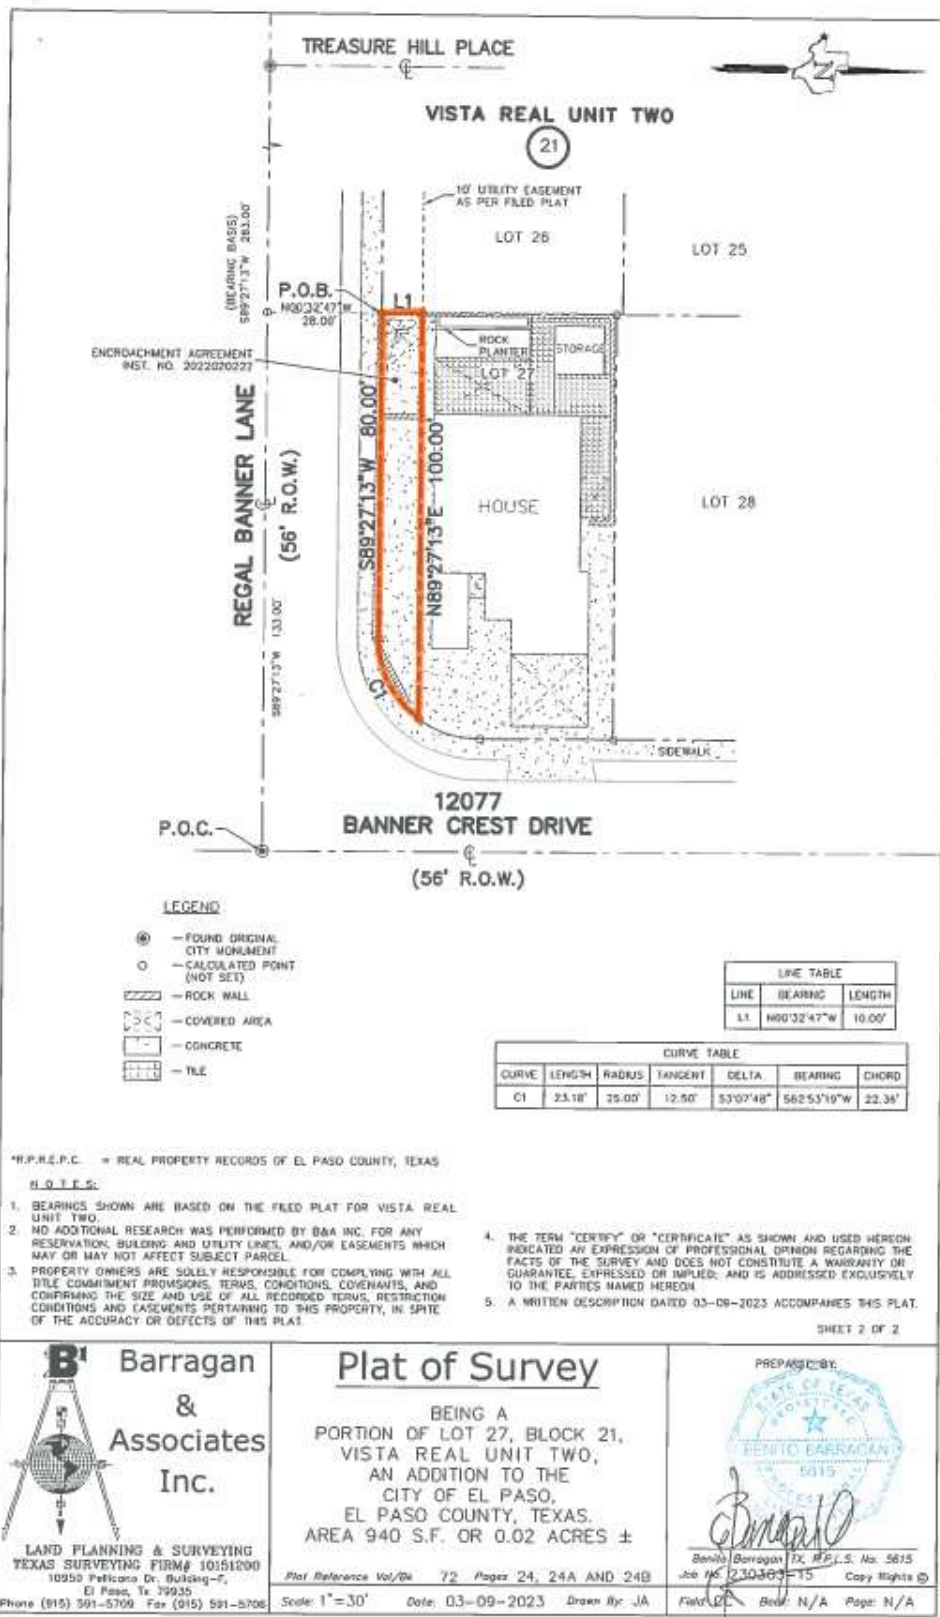 TREASURE HILL PLACE
VISTA REAL UNIT TWO
21
10' UTILITY EASEMENT
AS PER FILED PLAT
LOT 26
LOT 25
(BEARING BASIS)
S89°27'13"W 283.00'
P.O.B.
N00°32'47"W
28.00'
L1
ENCROACHMENT AGREEMENT
INST. NO. 2022020222
ROCK
PLANTER
STORAGE
LOT 27
REGAL BANNER LANE
(56' R.O.W.)
S89°27'13"W 80.00'
N89°27'13"E 100.00'
HOUSE
LOT 28
S89°27'13"W 133.00'
C1
SIDEWALK
12077
BANNER CREST DRIVE
(56' R.O.W.)
P.O.C.
LEGEND
— FOUND ORIGINAL
CITY MONUMENT
— CALCULATED POINT
(NOT SET)
— ROCK WALL
— COVERED AREA
— CONCRETE
— TILE
LINE TABLE
LINE BEARING LENGTH
L1 N00°32'47"W 10.00'
CURVE TABLE
CURVE LENGTH RADIUS TANGENT DELTA BEARING CHORD
C1 23.18' 25.00' 12.50' 53°07'48" S62°53'19"W 22.36'
*R.P.R.E.P.C. = REAL PROPERTY RECORDS OF EL PASO COUNTY, TEXAS
NOTES:
1. BEARINGS SHOWN ARE BASED ON THE FILED PLAT FOR VISTA REAL
UNIT TWO.
2. NO ADDITIONAL RESEARCH WAS PERFORMED BY B&A INC. FOR ANY
RESERVATION, BUILDING AND UTILITY LINES, AND/OR EASEMENTS WHICH
MAY OR MAY NOT AFFECT SUBJECT PARCEL.
3. PROPERTY OWNERS ARE SOLELY RESPONSIBLE FOR COMPLYING WITH ALL
TITLE COMMITMENT PROVISIONS, TERMS, CONDITIONS, COVENANTS, AND
CONFIRMING THE SIZE AND USE OF ALL RECORDED TERMS, RESTRICTION
CONDITIONS AND EASEMENTS PERTAINING TO THIS PROPERTY, IN SPITE
OF THE ACCURACY OR DEFECTS OF THIS PLAT.
4. THE TERM "CERTIFY" OR "CERTIFICATE" AS SHOWN AND USED HEREON
INDICATED AN EXPRESSION OF PROFESSIONAL OPINION REGARDING THE
FACTS OF THE SURVEY AND DOES NOT CONSTITUTE A WARRANTY OR
GUARANTEE, EXPRESSED OR IMPLIED; AND IS ADDRESSED EXCLUSIVELY
TO THE PARTIES NAMED HEREON.
5. A WRITTEN DESCRIPTION DATED 03-09-2023 ACCOMPANIES THIS PLAT.
SHEET 2 OF 2
Barragan
&
Associates
Inc.
LAND PLANNING & SURVEYING
TEXAS SURVEYING FIRM# 10151200
10950 Pellicano Dr. Building-F,
El Paso, Tx 79935
Phone (915) 591-5709 Fax (915) 591-5706
Plat of Survey
BEING A
PORTION OF LOT 27, BLOCK 21,
VISTA REAL UNIT TWO,
AN ADDITION TO THE
CITY OF EL PASO,
EL PASO COUNTY, TEXAS.
AREA 940 S.F. OR 0.02 ACRES ±
Plat Reference Vol/Bk 72 Pages 24, 24A AND 24B
Scale: 1"=30' Date: 03-09-2023 Drawn By: JA
PREPARED BY:
STATE OF TEXAS
REGISTERED
BENITO BARRAGAN
5615
PROFESSIONAL
Benito Barragan TX, R.P.L.S. No. 5615
Job No. 230303-15 Copy Rights ©
Field: Book: N/A Page: N/A